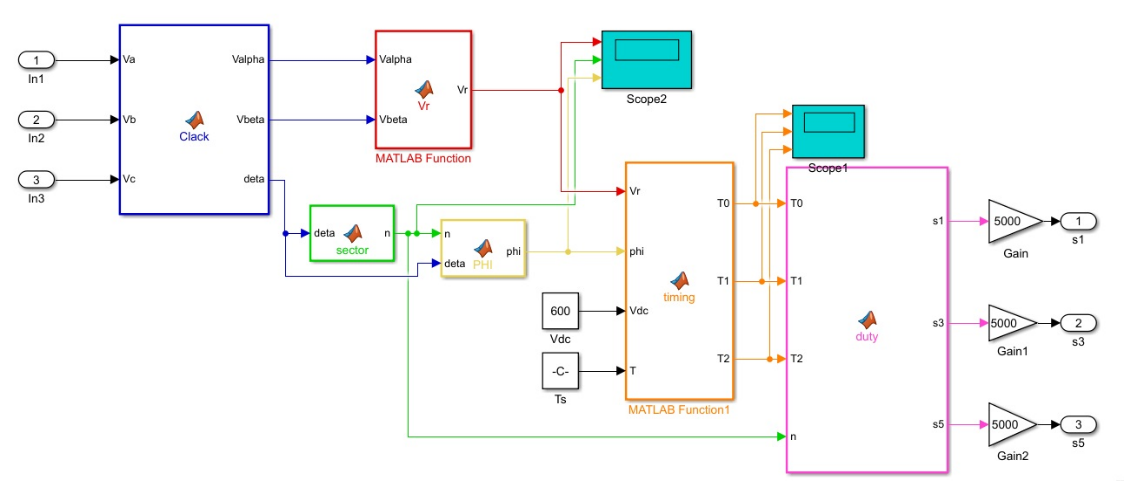 1
In1
2
In2
3
In3
Va
Vb
Vc
Clack
Valpha
Vbeta
deta
Valpha
Vbeta
Vr
Vr
MATLAB Function
Scope2
deta
sector
n
n
deta
PHI
phi
600
Vdc
-C-
Ts
Vr
phi
Vdc
T
timing
T0
T1
T2
MATLAB Function1
Scope1
T0
T1
T2
n
duty
s1
s3
s5
5000
Gain
5000
Gain1
5000
Gain2
1
s1
2
s3
3
s5